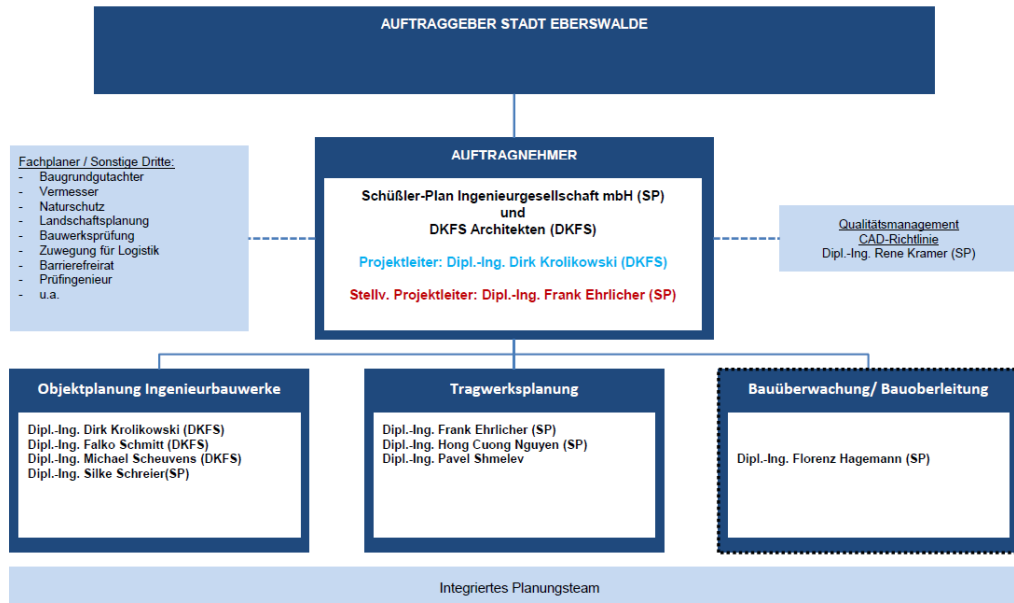 AUFTRAGGEBER STADT EBERSWALDE
Fachplaner / Sonstige Dritte:
- Baugrundgutachter
- Vermesser
- Naturschutz
- Landschaftsplanung
- Bauwerksprüfung
- Zuwegung für Logistik
- Barrierefreirat
- Prüfingenieur
- u.a.
AUFTRAGNEHMER
Schüßler-Plan Ingenieurgesellschaft mbH (SP)
und
DKFS Architekten (DKFS)
Projektleiter: Dipl.-Ing. Dirk Krolikowski (DKFS)
Stellv. Projektleiter: Dipl.-Ing. Frank Ehrlicher (SP)
Qualitätsmanagement
CAD-Richtlinie
Dipl.-Ing. Rene Kramer (SP)
Objektplanung Ingenieurbauwerke
Dipl.-Ing. Dirk Krolikowski (DKFS)
Dipl.-Ing. Falko Schmitt (DKFS)
Dipl.-Ing. Michael Scheuvens (DKFS)
Dipl.-Ing. Silke Schreier(SP)
Tragwerksplanung
Dipl.-Ing. Frank Ehrlicher (SP)
Dipl.-Ing. Hong Cuong Nguyen (SP)
Dipl.-Ing. Pavel Shmelev
Bauüberwachung/ Bauoberleitung
Dipl.-Ing. Florenz Hagemann (SP)
Integriertes Planungsteam